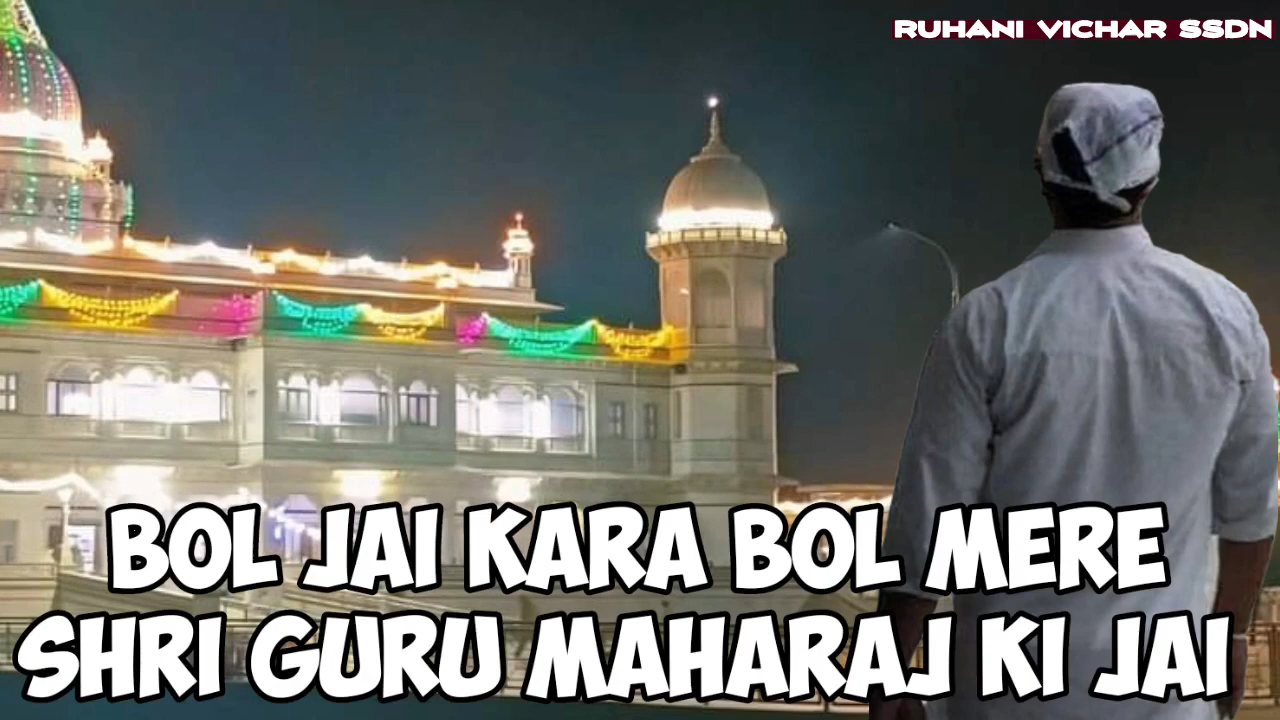 RUHANI VICHAR SSDN
BOL JAI KARA BOL MERE
SHRI GURU MAHARAJ KI JAI